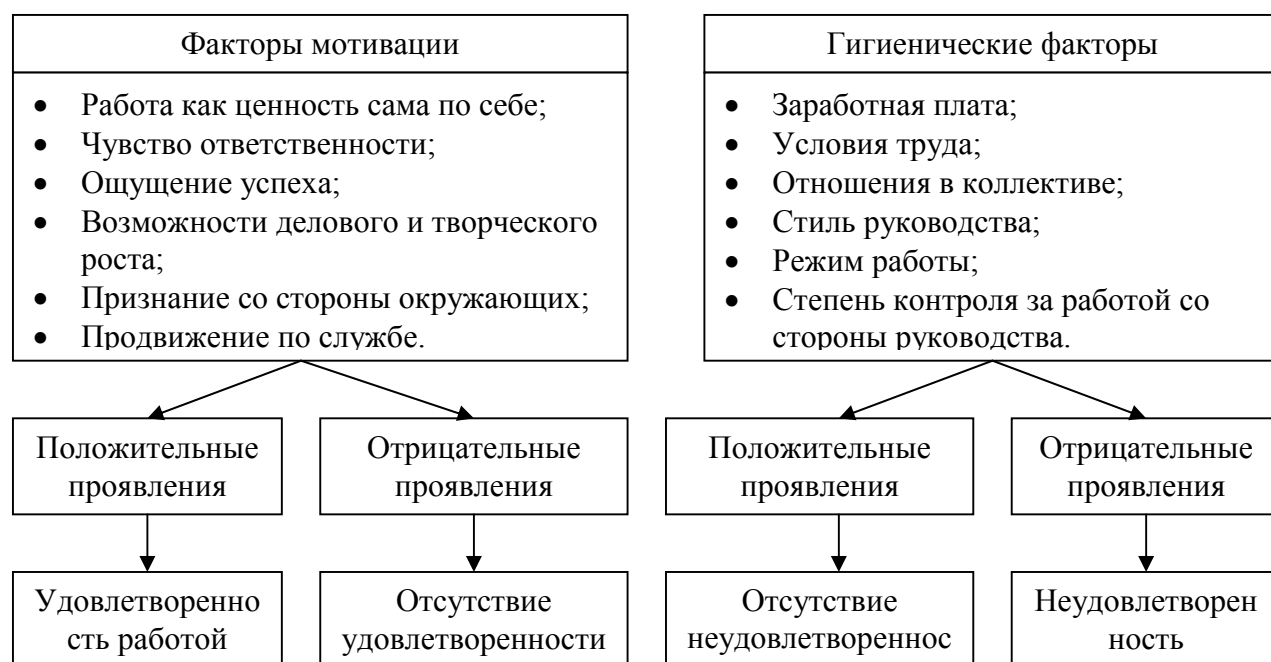 Факторы мотивации
• Работа как ценность сама по себе;
• Чувство ответственности;
• Ощущение успеха;
• Возможности делового и творческого
роста;
• Признание со стороны окружающих;
• Продвижение по службе.
Гигиенические факторы
• Заработная плата;
• Условия труда;
• Отношения в коллективе;
• Стиль руководства;
• Режим работы;
• Степень контроля за работой со
стороны руководства.
Положительные
проявления
Отрицательные
проявления
Положительные
проявления
Отрицательные
проявления
Удовлетворенно
сть работой
Отсутствие
удовлетворенности
Отсутствие
неудовлетвореннос
Неудовлетворен
ность